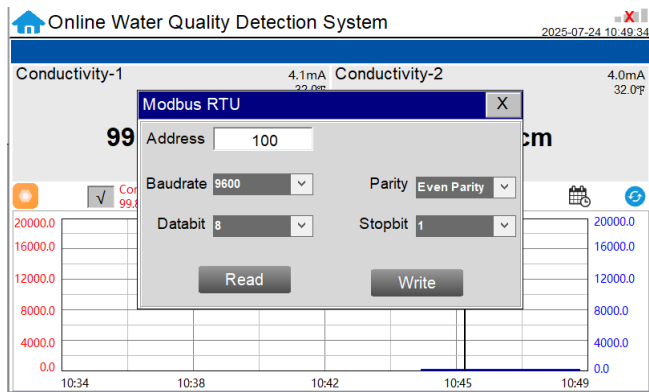 Online Water Quality Detection System
X
2025-07-24 10:49:34
Conductivity-1 4.1mA Conductivity-2 4.0mA
32.0℉
Modbus RTU X
99 cm
Address 100
Baudrate 9600 Parity Even Parity
√
Databit 8 Stopbit 1
20000.0 20000.0
16000.0 16000.0
Read Write
12000.0 12000.0
8000.0 8000.0
4000.0 4000.0
0.0 0.0
10:34 10:38 10:42 10:45 10:49